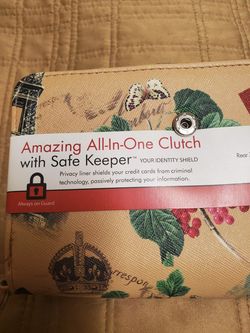 Amazing All-In-One Clutch
with Safe Keeper™ YOUR IDENTITY SHIELD
Rear
Privacy liner shields your credit cards from criminal
technology, passively protecting your information.
Always on Guard